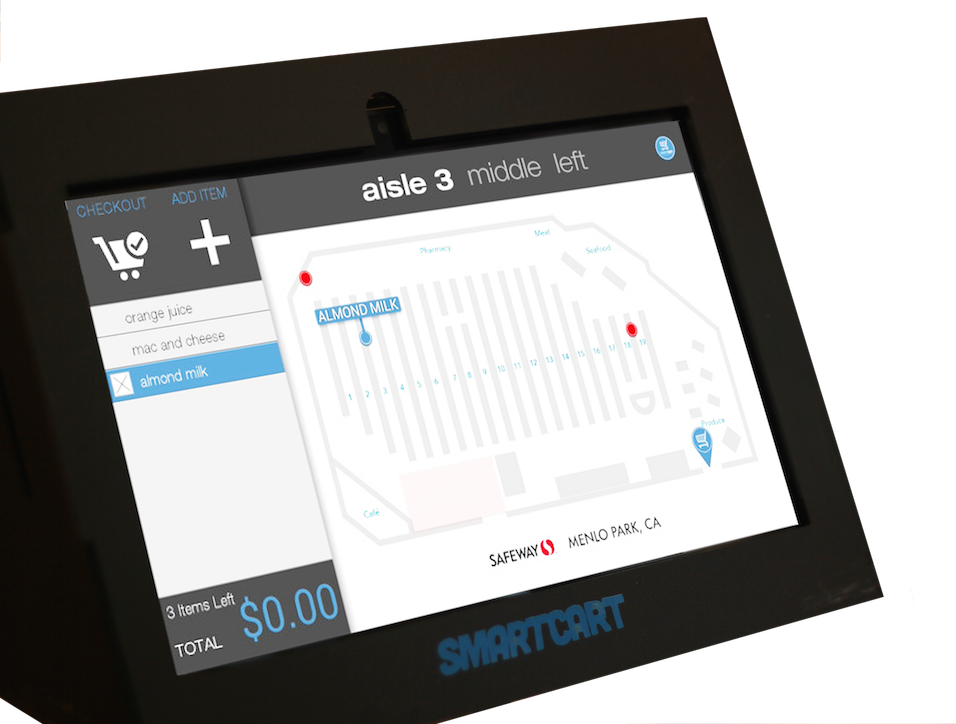 aisle 3 middle left
CHECKOUT ADD ITEM
orange juice
mac and cheese
almond milk
3 Items Left
TOTAL
$0.00
Pharmacy
Meat
Seafood
ALMOND MILK
1 2 3 4 5 6 7 8 9 10 11 12 13 14 15 16 17 18 19
Produce
Café
SAFEWAY MENLO PARK, CA
SMARTCART